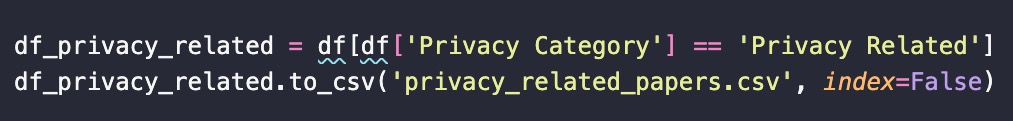 df_privacy_related = df[df['Privacy Category'] == 'Privacy Related']
df_privacy_related.to_csv('privacy_related_papers.csv', index=False)